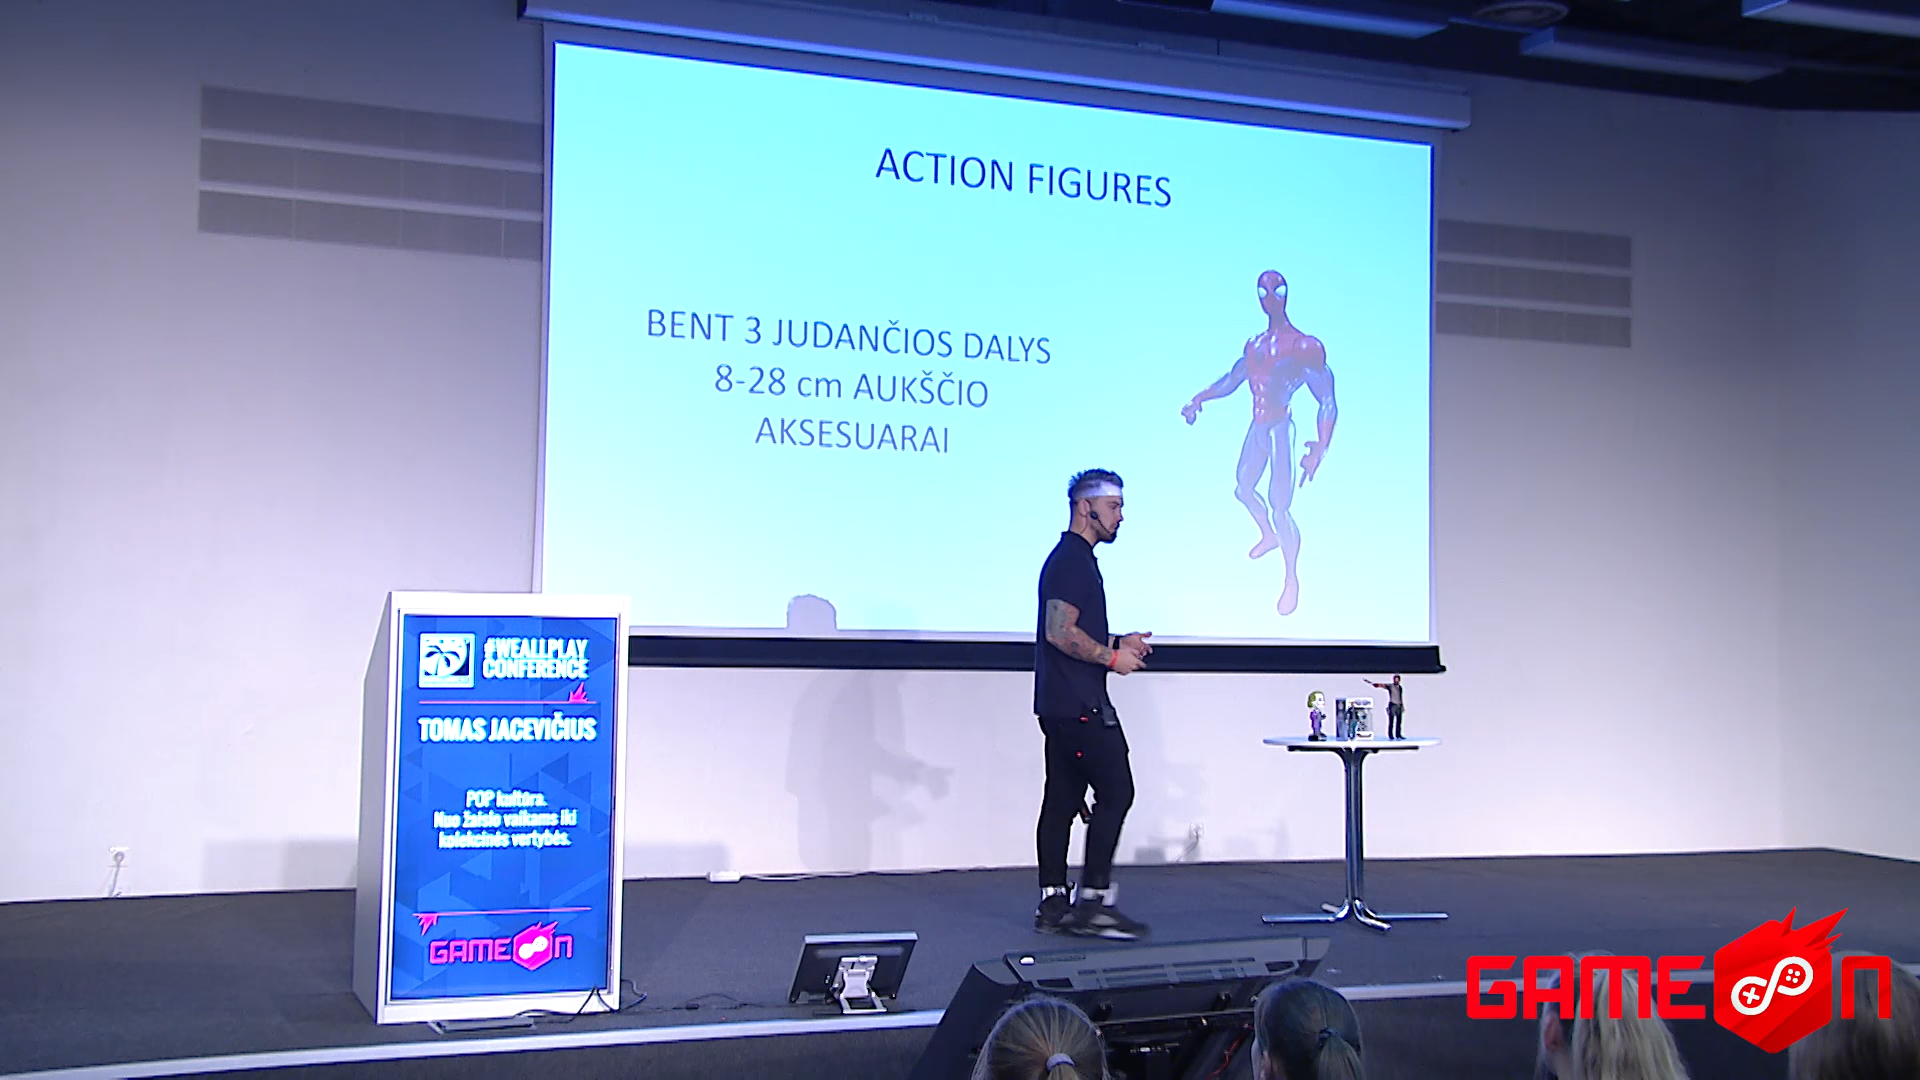 ACTION FIGURES
BENT 3 JUDANČIOS DALYS
8-28 cm AUKŠČIO
AKSESUARAI
#WEALLPLAY
CONFERENCE
TOMAS JACEVIČIUS
POP kultūra.
Nuo žaislo vaikams iki
kolekcinės vertybės.
GAMEON
GAMEON